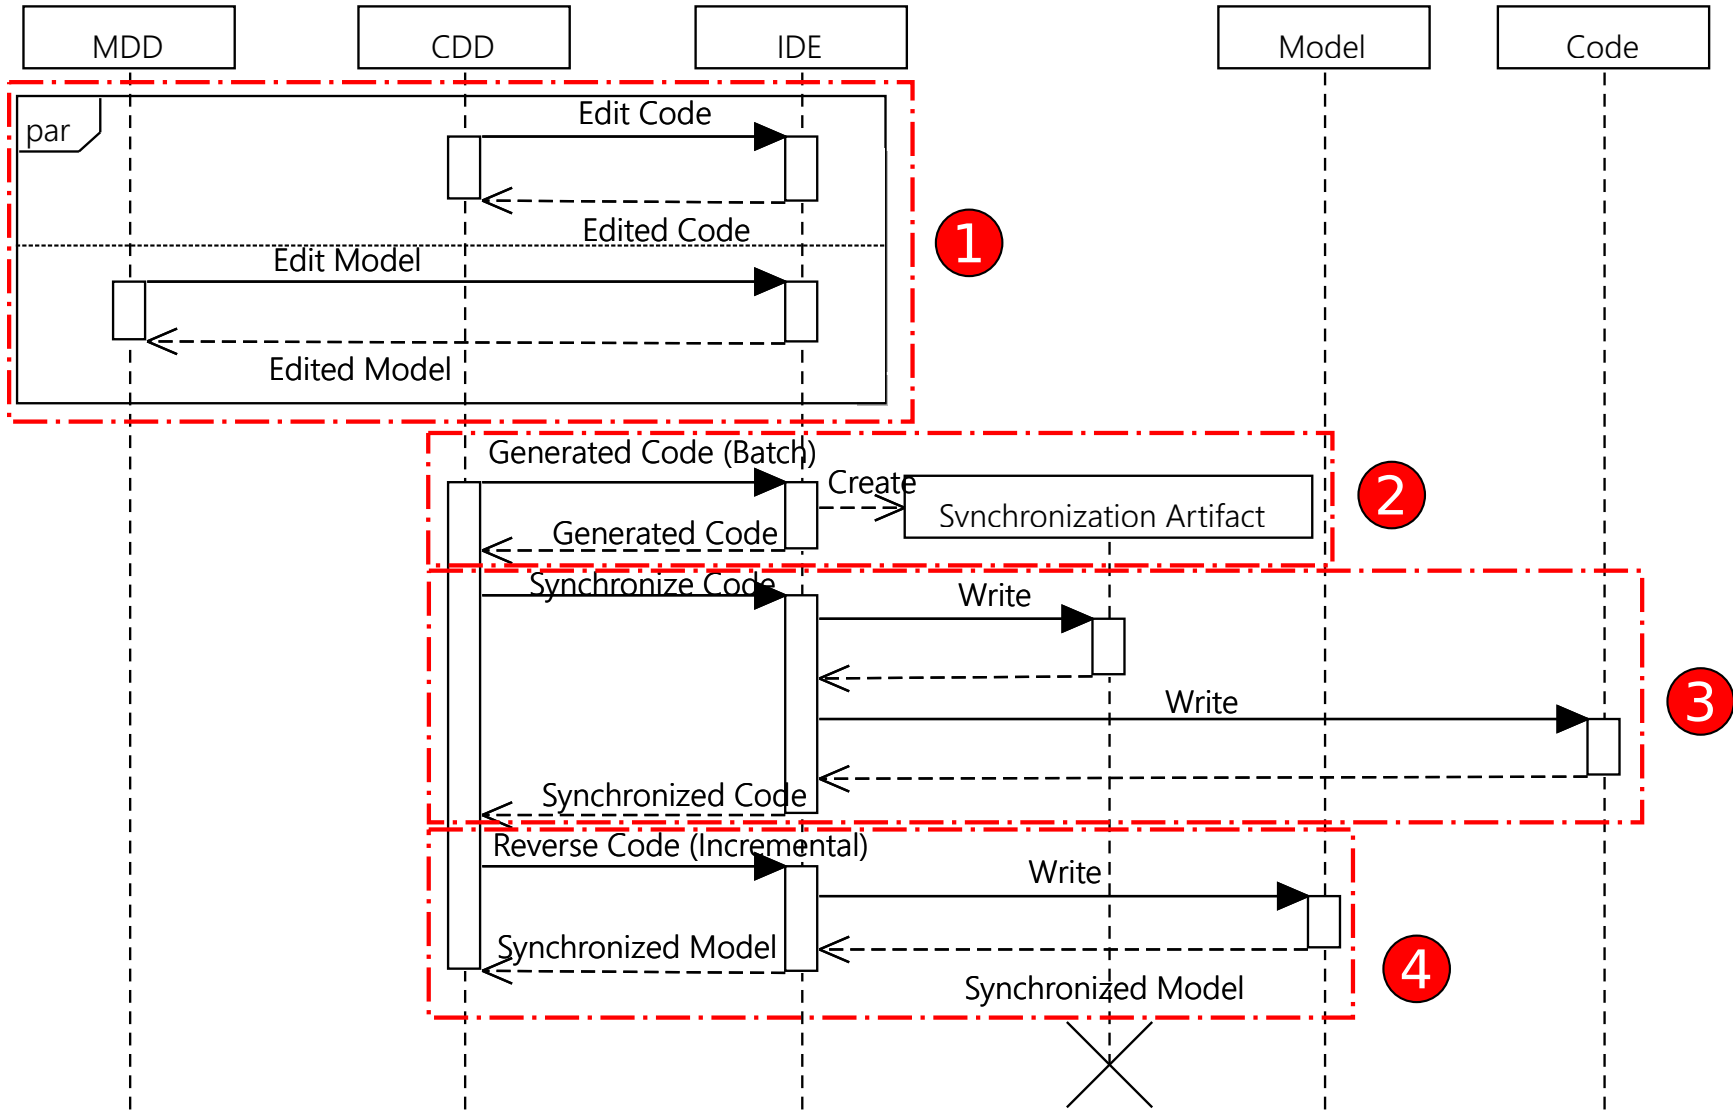 MDD
CDD
IDE
Model
Code
par
Edit Code
Edited Code
1
Edit Model
Edited Model
Generated Code (Batch)
Create
Synchronization Artifact
2
Generated Code
Synchronize Code
Write
Write
3
Synchronized Code
Reverse Code (Incremental)
Write
Synchronized Model
4
Synchronized Model